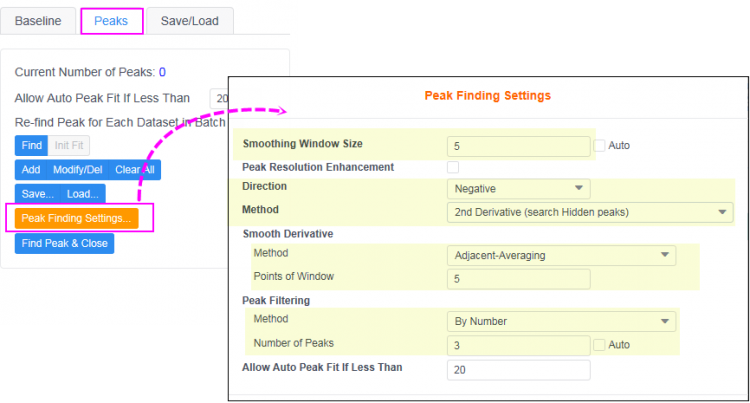 Baseline Peaks Save/Load
Current Number of Peaks: 0
Allow Auto Peak Fit If Less Than 20
Re-find Peak for Each Dataset in Batch
Find Init Fit
Add Modify/Del Clear All
Save... Load...
Peak Finding Settings...
Find Peak & Close
Peak Finding Settings
Smoothing Window Size 5 Auto
Peak Resolution Enhancement
Direction Negative
Method 2nd Derivative (search Hidden peaks)
Smooth Derivative
Method Adjacent-Averaging
Points of Window 5
Peak Filtering
Method By Number
Number of Peaks 3 Auto
Allow Auto Peak Fit If Less Than 20